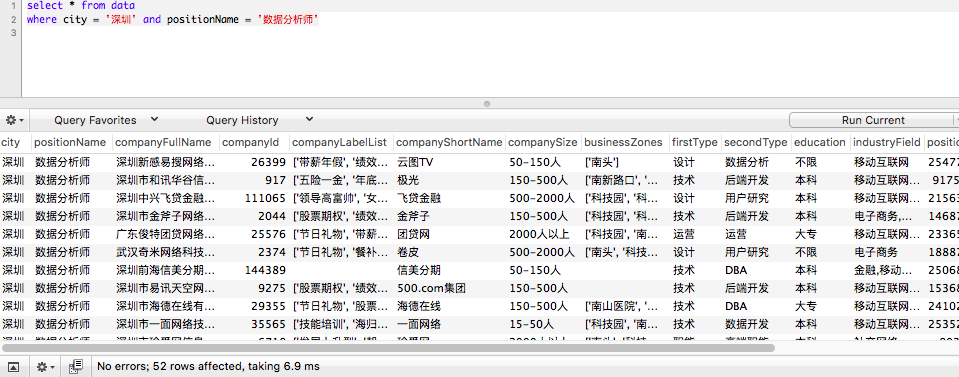 1 select * from data
2 where city = '深圳' and positionName = '数据分析师'
3
Query Favorites Query History Run Current
city positionName companyFullName companyId companyLabelList companyShortName companySize businessZones firstType secondType education industryField positio
深圳 数据分析师 深圳新感易搜网络... 26399 ['带薪年假', '绩效... 云图TV 50-150人 ['南头'] 设计 数据分析 不限 移动互联网 25477
深圳 数据分析师 深圳市和讯华谷信... 917 ['五险一金', '年底... 极光 150-500人 ['南新路口', '... 技术 后端开发 本科 移动互联网... 9175
深圳 数据分析师 深圳中兴飞贷金融... 111065 ['领导高富帅', '女... 飞贷金融 500-2000人 ['科技园', '科... 设计 用户研究 本科 移动互联网... 21563
深圳 数据分析师 深圳市金斧子网络... 2044 ['股票期权', '绩效... 金斧子 150-500人 ['科技园', '科... 技术 后端开发 本科 电子商务,... 14687
深圳 数据分析师 广东俊特团贷网络... 25576 ['节日礼物', '带薪... 团贷网 2000人以上 ['科技园', '南... 运营 运营 大专 移动互联网... 23365
深圳 数据分析师 武汉奇米网络科技... 2374 ['节日礼物', '餐补... 卷皮 500-2000人 ['南头', '科技... 设计 用户研究 不限 电子商务 18887
深圳 数据分析师 深圳前海信美分期... 144389 信美分期 50-150人 技术 DBA 本科 金融,移动... 25068
深圳 数据分析师 深圳市易讯天空网... 9275 ['股票期权', '绩效... 500.com集团 150-500人 技术 后端开发 本科 移动互联网... 15368
深圳 数据分析师 深圳市海德在线有... 29355 ['节日礼物', '股票... 海德在线 150-500人 ['南山医院', '... 技术 DBA 大专 移动互联网... 24102
深圳 数据分析师 深圳市一面网络技... 35565 ['技能培训', '海归... 一面网络 15-50人 ['科技园', '南... 技术 数据开发 本科 移动互联网... 25352
No errors; 52 rows affected, taking 6.9 ms